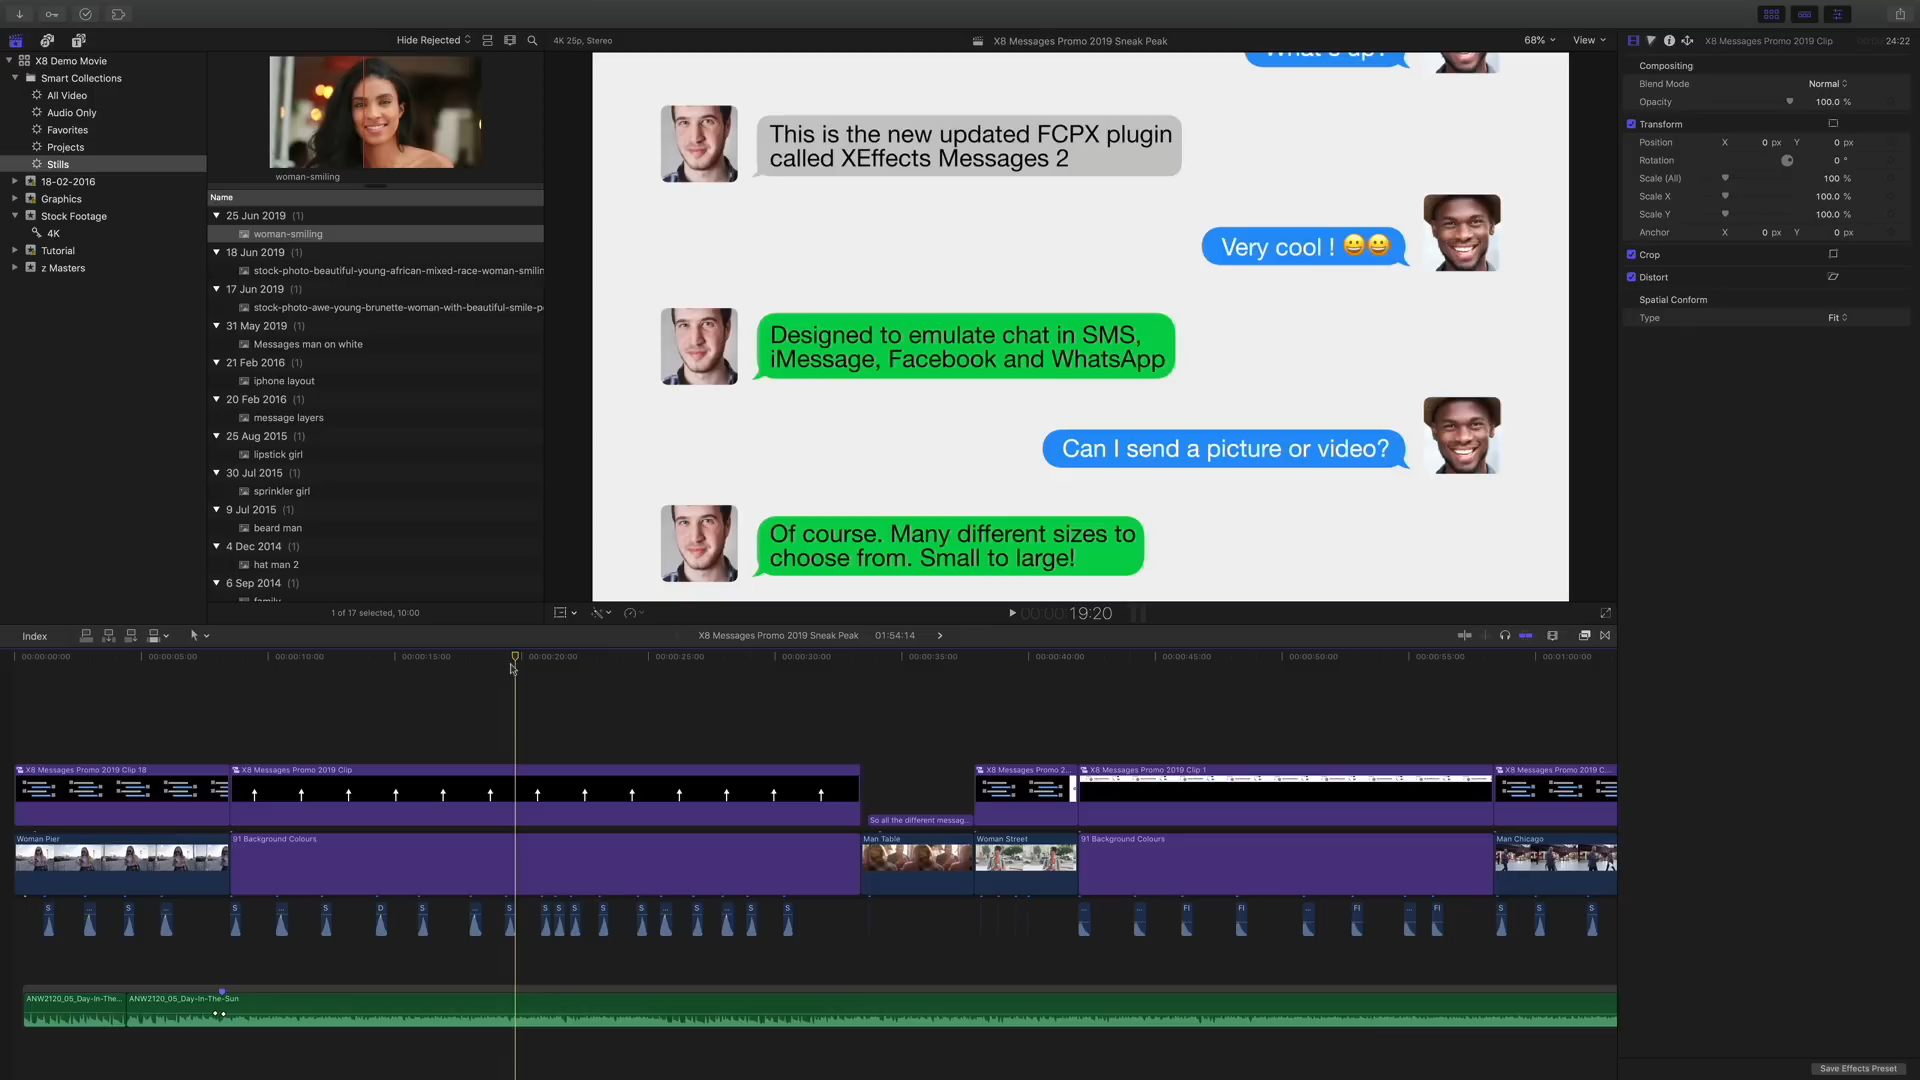 Hide Rejected
4K 25p, Stereo
X8 Messages Promo 2019 Sneak Peak
68%
View
X8 Messages Promo 2019 Clip
24:22
X8 Demo Movie
Smart Collections
All Video
Audio Only
Favorites
Projects
Stills
18-02-2016
Graphics
Stock Footage
4K
Tutorial
z Masters
woman-smiling
Name
25 Jun 2019 (1)
woman-smiling
18 Jun 2019 (1)
stock-photo-beautiful-young-african-mixed-race-woman-smilin
17 Jun 2019 (1)
stock-photo-awe-young-brunette-woman-with-beautiful-smile-p
31 May 2019 (1)
Messages man on white
21 Feb 2016 (1)
iphone layout
20 Feb 2016 (1)
message layers
25 Aug 2015 (1)
lipstick girl
30 Jul 2015 (1)
sprinkler girl
9 Jul 2015 (1)
beard man
4 Dec 2014 (1)
hat man 2
6 Sep 2014 (1)
family
1 of 17 selected, 10:00
What's up?
This is the new updated FCPX plugin
called XEffects Messages 2
Very cool ! 😀😀
Designed to emulate chat in SMS,
iMessage, Facebook and WhatsApp
Can I send a picture or video?
Of course. Many different sizes to
choose from. Small to large!
00:00:19:20
Compositing
Blend Mode Normal
Opacity 100.0 %
Transform
Position X 0 px Y 0 px
Rotation 0 °
Scale (All) 100 %
Scale X 100.0 %
Scale Y 100.0 %
Anchor X 0 px Y 0 px
Crop
Distort
Spatial Conform
Type Fit
Index
X8 Messages Promo 2019 Sneak Peak 01:54:14
00:00:00:00 00:00:05:00 00:00:10:00 00:00:15:00 00:00:20:00 00:00:25:00 00:00:30:00 00:00:35:00 00:00:40:00 00:00:45:00 00:00:50:00 00:00:55:00 00:01:00:00
X8 Messages Promo 2019 Clip 18
X8 Messages Promo 2019 Clip
X8 Messages Promo 2...
X8 Messages Promo 2019 Clip 1
X8 Messages Promo 2019 C...
So all the different messag...
Woman Pier
91 Background Colours
Man Table
Woman Street
91 Background Colours
Man Chicago
S ... S ... S ... S D S ... S S S S S S ... S ... S S ... ... FI FI ... FI ... FI S S S
ANW2120_05_Day-In-The...
ANW2120_05_Day-In-The-Sun
Save Effects Preset